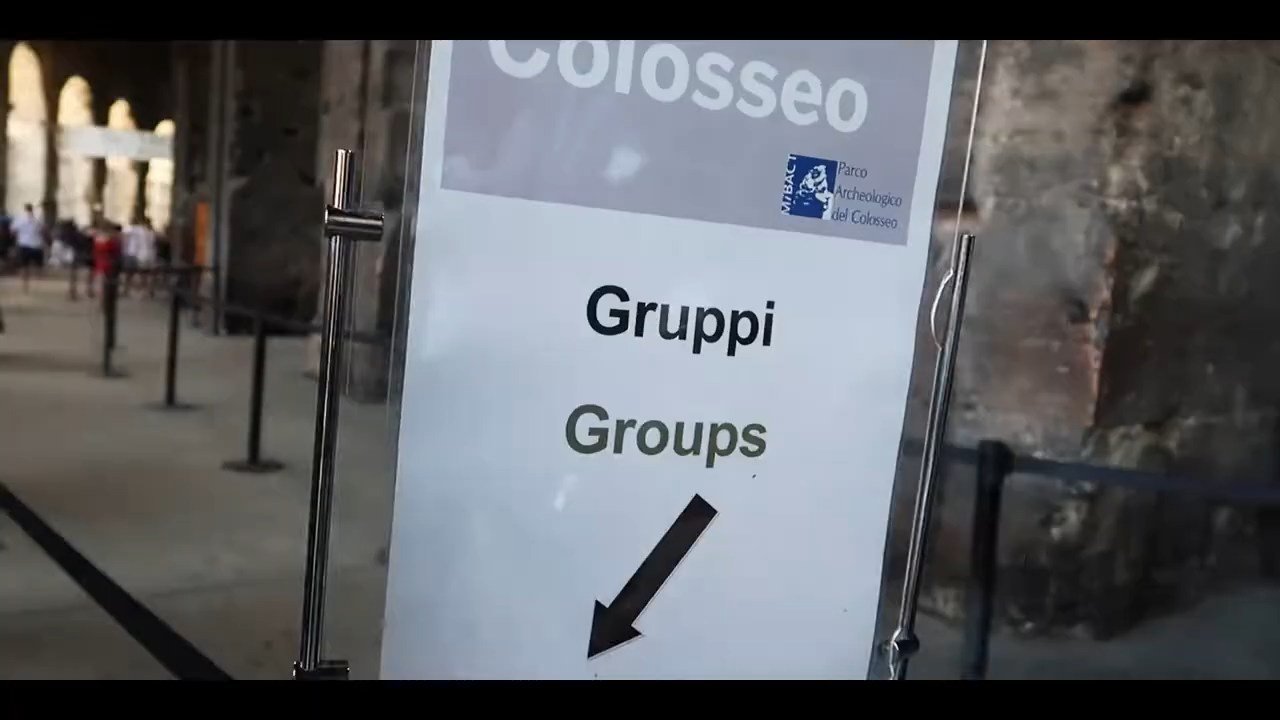 Colosseo
MiBACT
Parco
Archeologico
del Colosseo
Gruppi
Groups